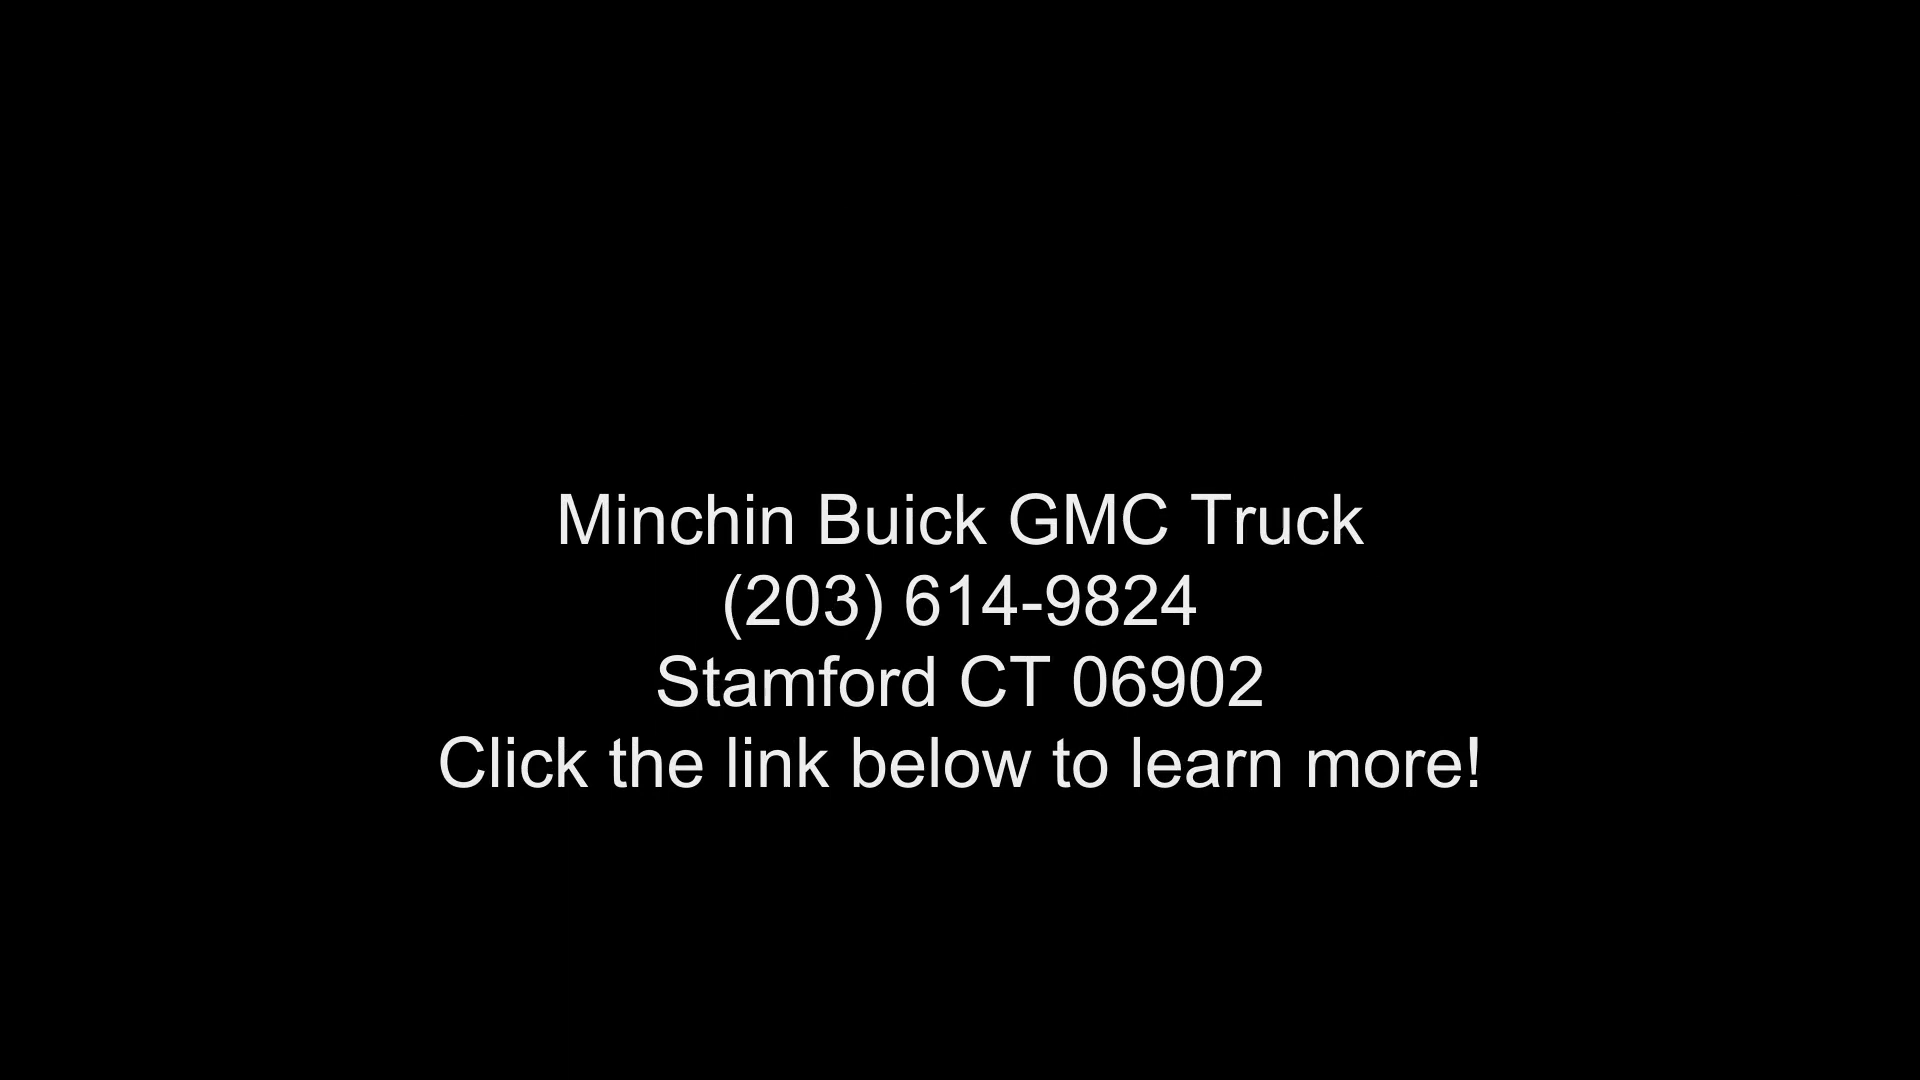 Minchin Buick GMC Truck
(203) 614-9824
Stamford CT 06902
Click the link below to learn more!